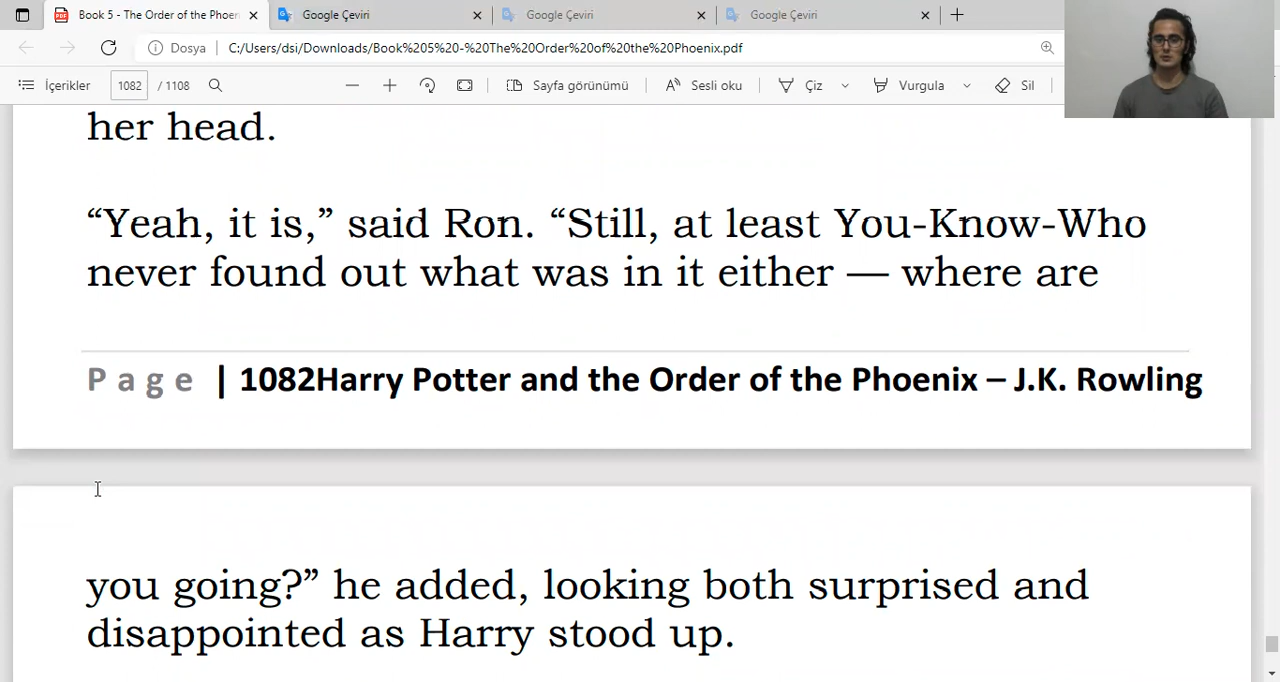 Book 5 - The Order of the Phoen
Google Çeviri
Google Çeviri
Google Çeviri
Dosya
C:/Users/dsi/Downloads/Book%205%20-%20The%20Order%20of%20the%20Phoenix.pdf
İçerikler
1082
/ 1108
Sayfa görünümü
Sesli oku
Çiz
Vurgula
Sil
her head.
“Yeah, it is,” said Ron. “Still, at least You-Know-Who
never found out what was in it either — where are
Page | 1082Harry Potter and the Order of the Phoenix – J.K. Rowling
you going?” he added, looking both surprised and
disappointed as Harry stood up.